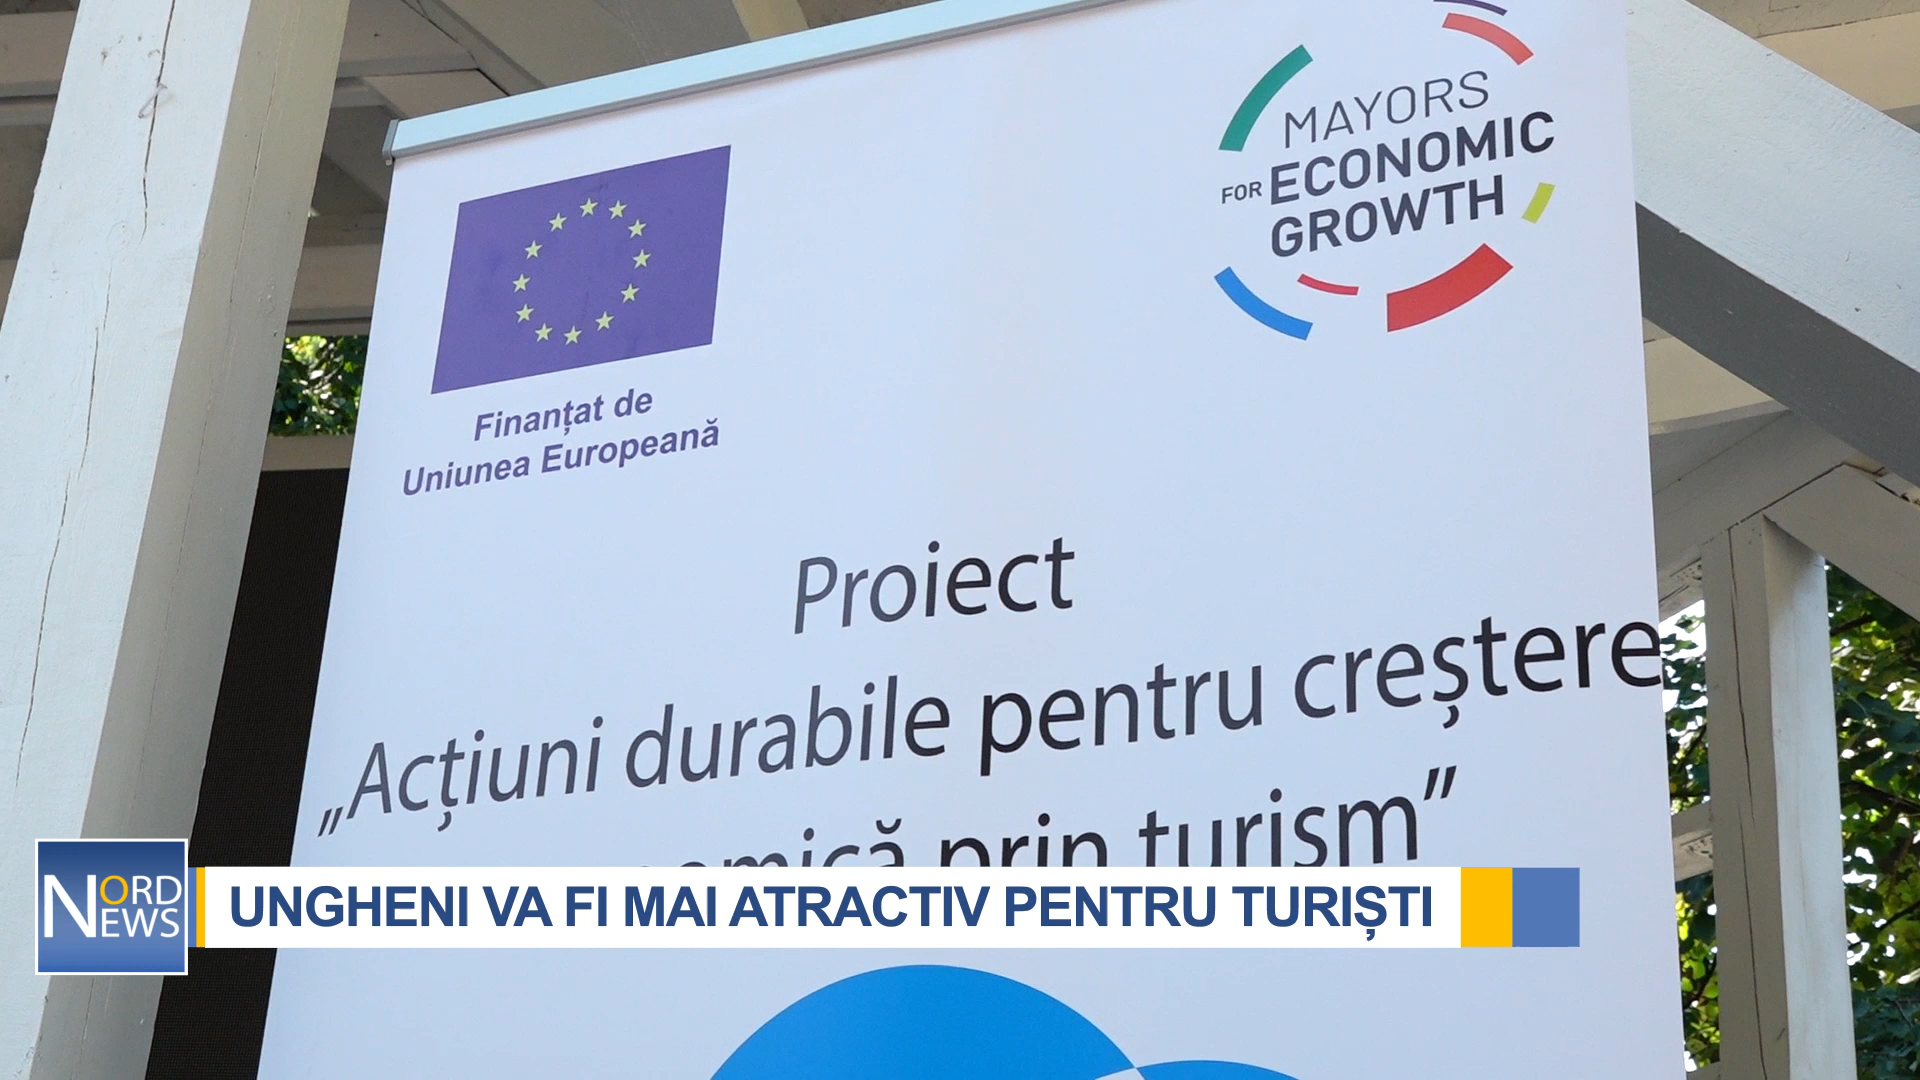 MAYORS
FOR ECONOMIC
GROWTH
Finanțat de
Uniunea Europeană
Proiect
„Acțiuni durabile pentru creștere
prin turism”
NORD
NEWS
UNGHENI VA FI MAI ATRACTIV PENTRU TURIȘTI